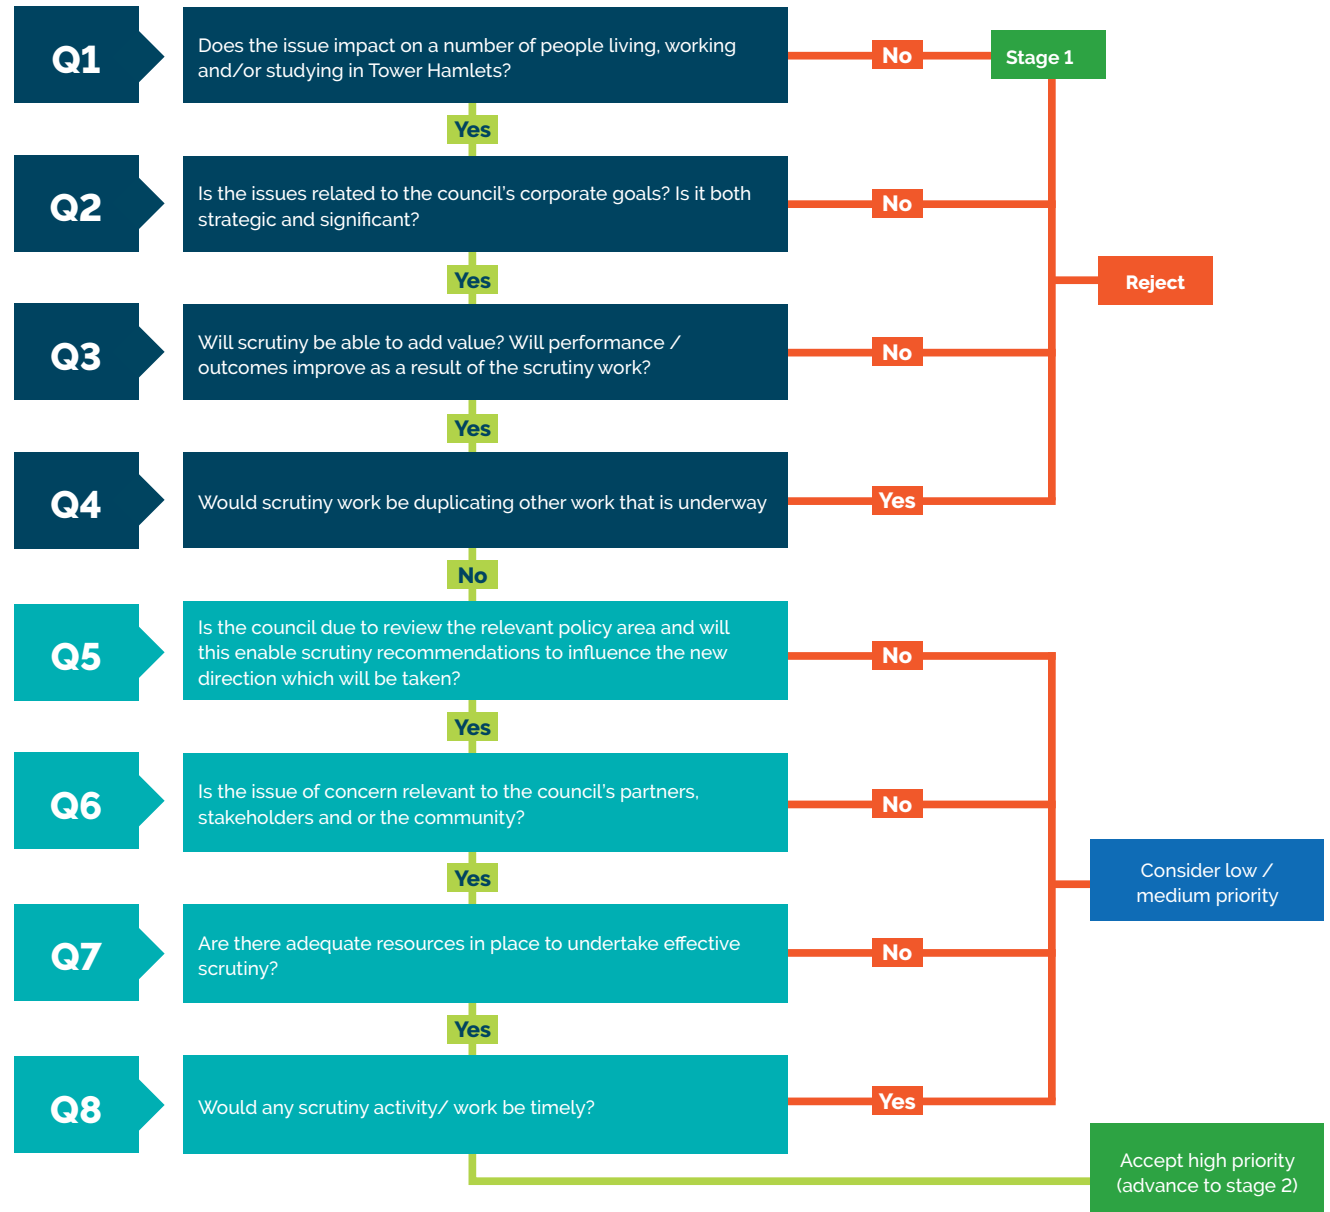 Q1
Does the issue impact on a number of people living, working
and/or studying in Tower Hamlets?
No
Stage 1
Yes
Q2
Is the issues related to the council's corporate goals? Is it both
strategic and significant?
No
Yes
Reject
Q3
Will scrutiny be able to add value? Will performance /
outcomes improve as a result of the scrutiny work?
No
Yes
Q4
Would scrutiny work be duplicating other work that is underway
Yes
No
Q5
Is the council due to review the relevant policy area and will
this enable scrutiny recommendations to influence the new
direction which will be taken?
No
Yes
Q6
Is the issue of concern relevant to the council's partners,
stakeholders and or the community?
No
Yes
Consider low /
medium priority
Q7
Are there adequate resources in place to undertake effective
scrutiny?
No
Yes
Q8
Would any scrutiny activity/ work be timely?
Yes
Accept high priority
(advance to stage 2)